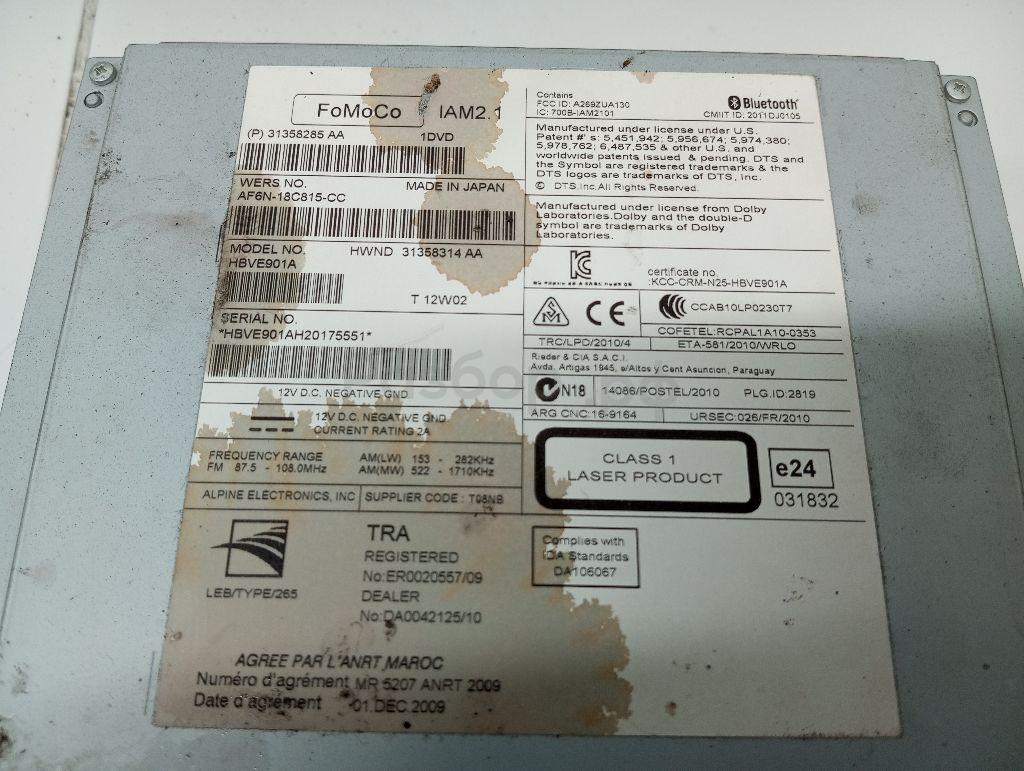 FoMoCo IAM2.1
(P) 31358285 AA 1DVD
WERS NO. MADE IN JAPAN
AF6N-18C815-CC
MODEL NO. HWND 31358314 AA
HBVE901A
T 12W02
SERIAL NO.
*HBVE901AH20175551*
12V D.C. NEGATIVE GND
12V D.C. NEGATIVE GND
CURRENT RATING 2A
FREQUENCY RANGE AM(LW) 153 - 282KHz
FM 87.5 - 108.0MHz AM(MW) 522 - 1710KHz
ALPINE ELECTRONICS, INC SUPPLIER CODE : T08NB
LEB/TYPE/265
TRA
REGISTERED
No:ER0020557/09
DEALER
No:DA0042125/10
AGREE PAR L'ANRT MAROC
Numéro d'agrément MR 5207 ANRT 2009
Date d'agrément 01.DEC.2009
Contains
FCC ID: A269ZUA130
IC: 700B-IAM2101
Bluetooth
CMIIT ID: 2011DJ0105
Manufactured under license under U.S.
Patent #' s: 5,451,942; 5,956,674; 5,974,380;
5,978,762; 6,487,535 & other U.S. and
worldwide patents issued & pending. DTS and
the Symbol are registered trademarks & the
DTS logos are trademarks of DTS, Inc.
© DTS,Inc.All Rights Reserved.
Manufactured under license from Dolby
Laboratories.Dolby and the double-D
symbol are trademarks of Dolby
Laboratories.
certificate no.
:KCC-CRM-N25-HBVE901A
CE
CCAB10LP0230T7
COFETEL:RCPAL1A10-0353
TRC/LPD/2010/4 ETA-581/2010/WRLO
Rieder & CIA S.A.C.I.
Avda. Artigas 1945, e/Altos y Cent Asuncion, Paraguay
N18 14086/POSTEL/2010 PLG.ID:2819
ARG CNC:16-9164 URSEC:026/FR/2010
CLASS 1
LASER PRODUCT
e24
031832
Complies with
IDA Standards
DA106067